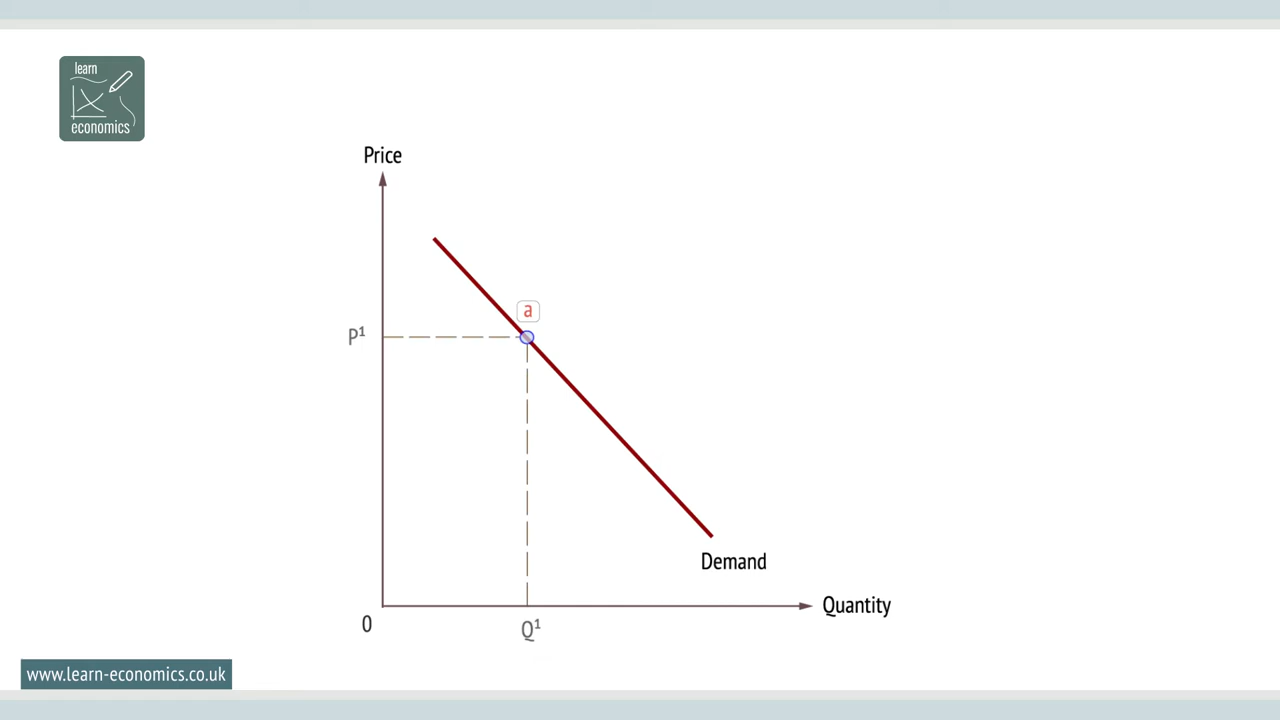 learn
economics
Price
a
P¹
Demand
Quantity
0
Q¹
www.learn-economics.co.uk